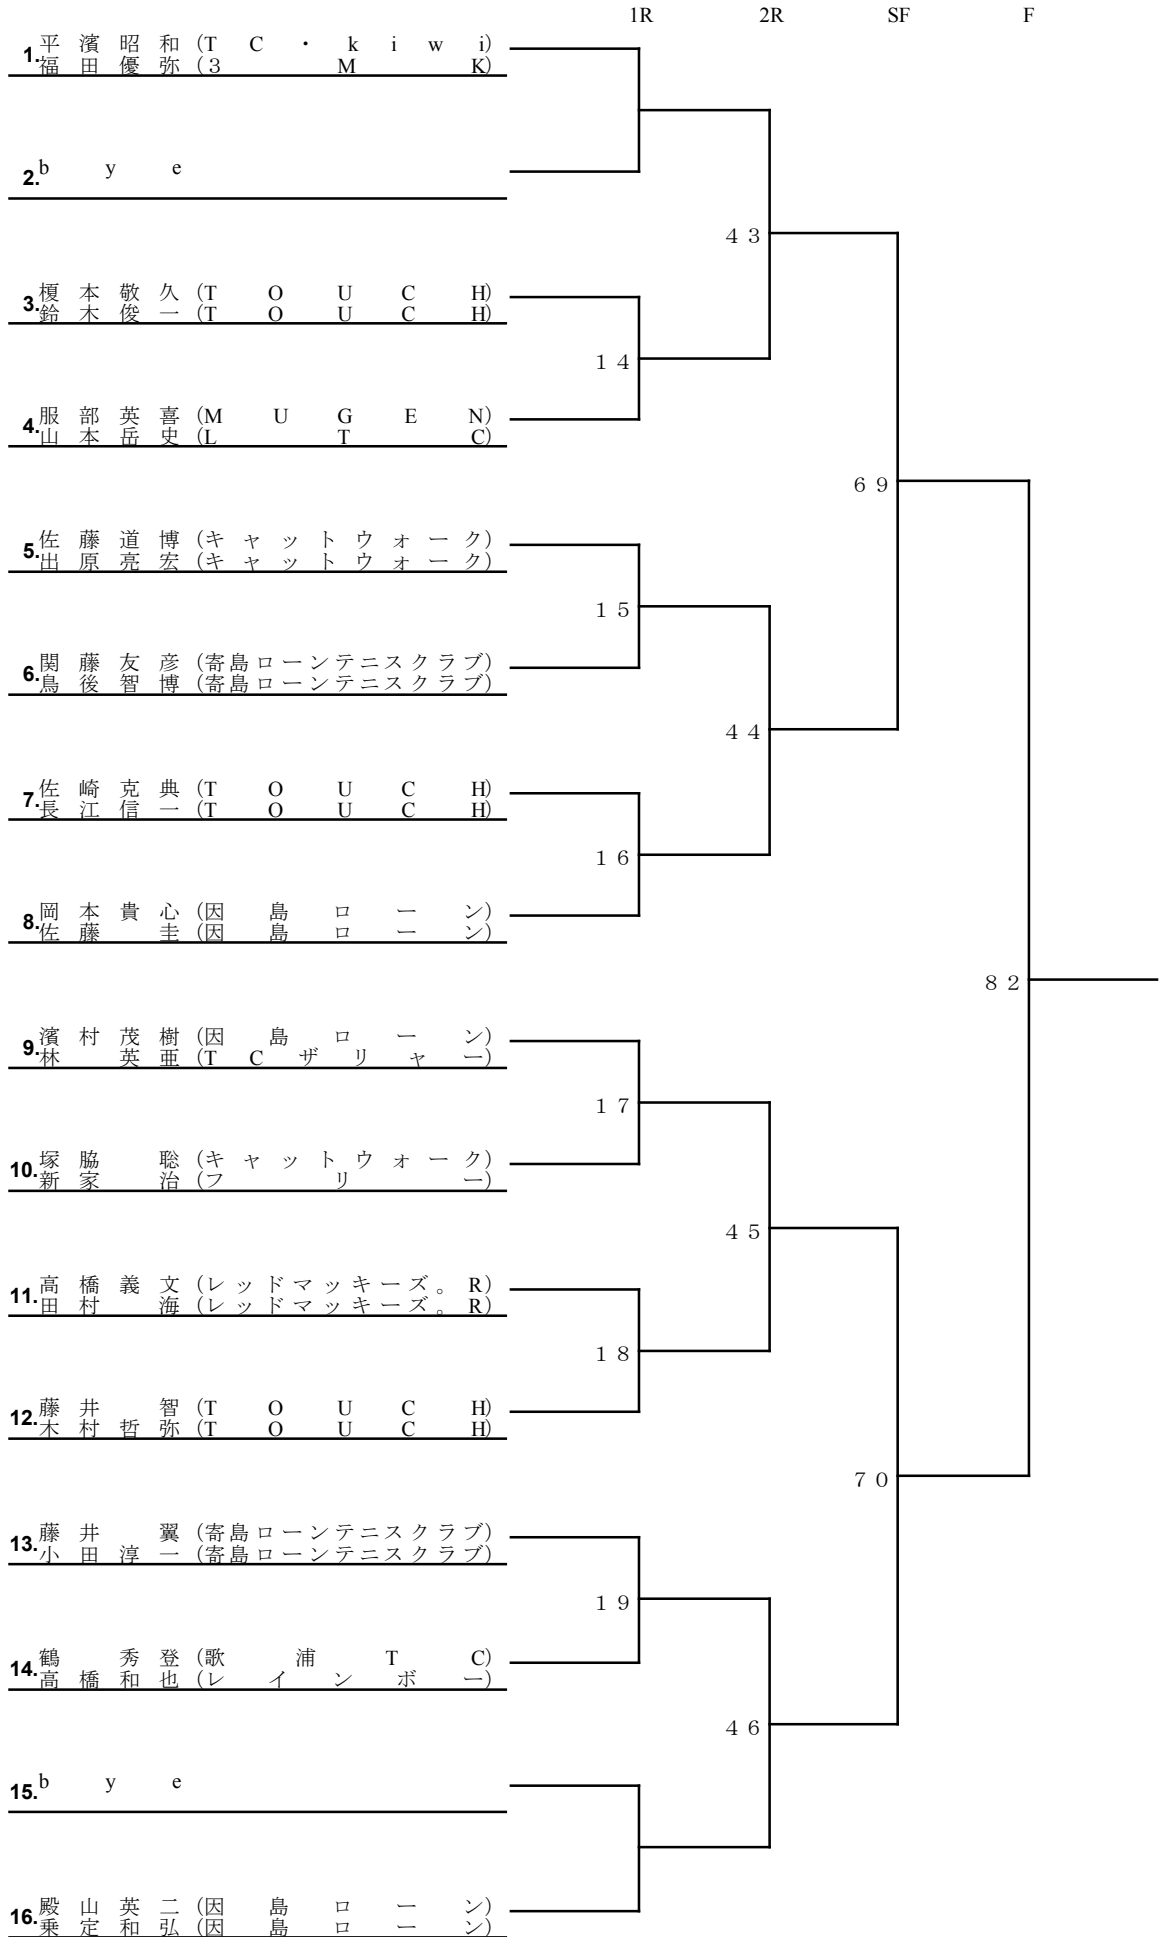 1R 2R SF F
1. 平濱昭和 (TC・kiwi)
福田優弥 (3MK)
2. bye
43
3. 榎本敬久 (TOUCH)
鈴木俊一 (TOUCH)
14
4. 服部英喜 (MUGEN)
山本岳史 (LTC)
69
5. 佐藤道博 (キャットウォーク)
出原亮宏 (キャットウォーク)
15
6. 関藤友彦 (寄島ローンテニスクラブ)
鳥後智博 (寄島ローンテニスクラブ)
44
7. 佐崎克典 (TOUCH)
長江信一 (TOUCH)
16
8. 岡本貴心 (因島ローン)
佐藤圭 (因島ローン)
82
9. 濱村茂樹 (因島ローン)
林英亜 (TCザリャー)
17
10. 塚脇聡 (キャットウォーク)
新家治 (フリー)
45
11. 高橋義文 (レッドマッキーズ。R)
田村海 (レッドマッキーズ。R)
18
12. 藤井智 (TOUCH)
木村哲弥 (TOUCH)
70
13. 藤井翼 (寄島ローンテニスクラブ)
小田淳一 (寄島ローンテニスクラブ)
19
14. 鶴秀登 (歌浦TC)
高橋和也 (レインボー)
46
15. bye
16. 殿山英二 (因島ローン)
乗定和弘 (因島ローン)